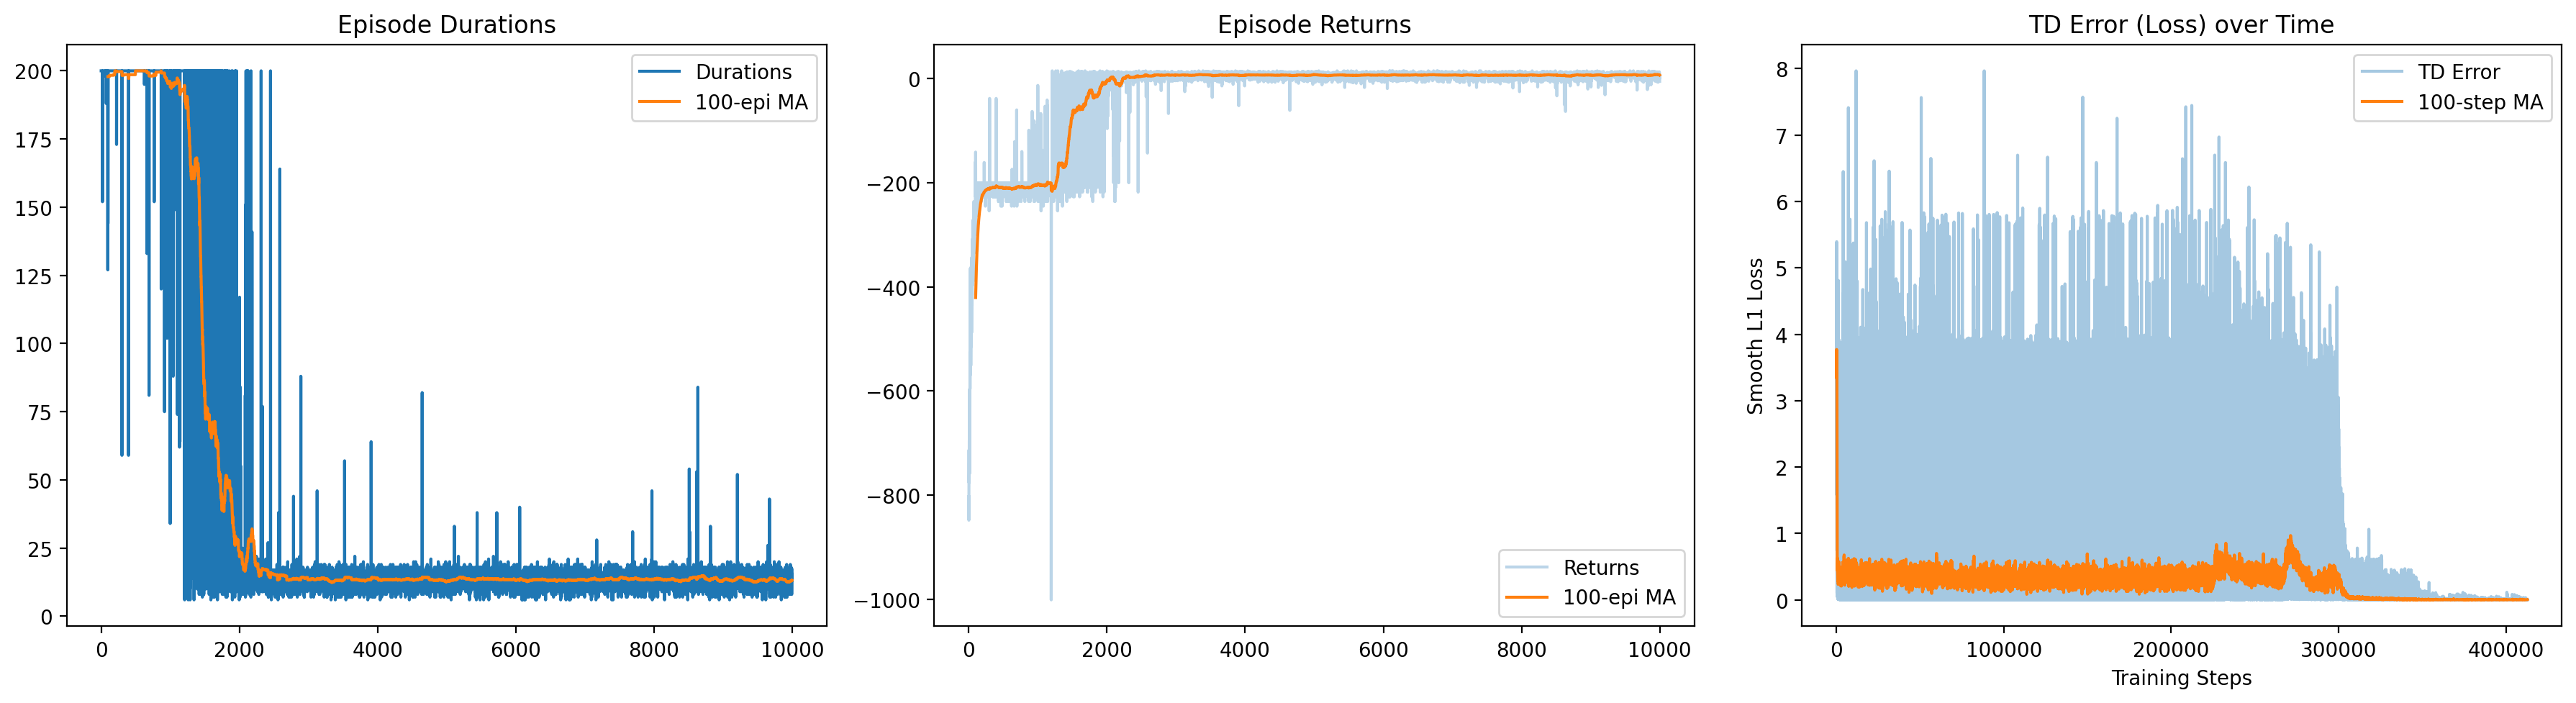 Episode Durations
200
175
150
125
100
75
50
25
0
0 2000 4000 6000 8000 10000
Durations
100-epi MA
Episode Returns
0
−200
−400
−600
−800
−1000
0 2000 4000 6000 8000 10000
Returns
100-epi MA
TD Error (Loss) over Time
Smooth L1 Loss
8
7
6
5
4
3
2
1
0
0 100000 200000 300000 400000
Training Steps
TD Error
100-step MA